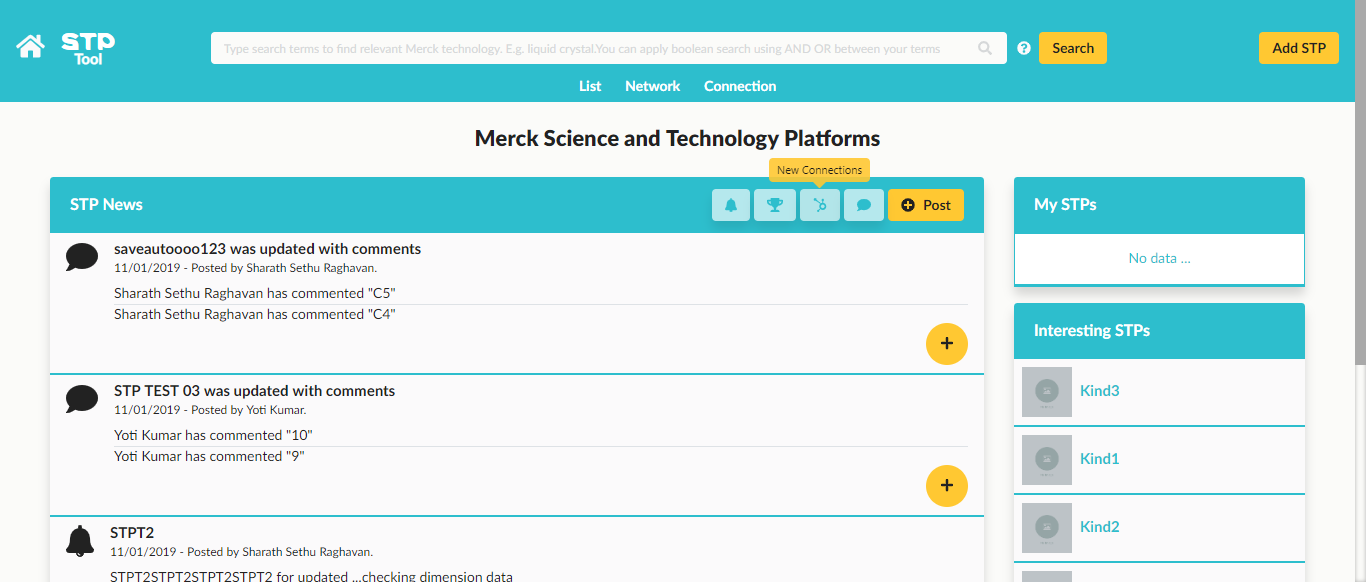 STP
Tool
Type search terms to find relevant Merck technology. E.g. liquid crystal.You can apply boolean search using AND OR between your terms
?
Search
Add STP
List Network Connection
Merck Science and Technology Platforms
New Connections
STP News
Post
My STPs
No data ...
saveautoooo123 was updated with comments
11/01/2019 - Posted by Sharath Sethu Raghavan.
Sharath Sethu Raghavan has commented "C5"
Sharath Sethu Raghavan has commented "C4"
+
Interesting STPs
Kind3
STP TEST 03 was updated with comments
11/01/2019 - Posted by Yoti Kumar.
Yoti Kumar has commented "10"
Yoti Kumar has commented "9"
+
Kind1
Kind2
STPT2
11/01/2019 - Posted by Sharath Sethu Raghavan.
STPT2STPT2STPT2STPT2 for updated ...checking dimension data